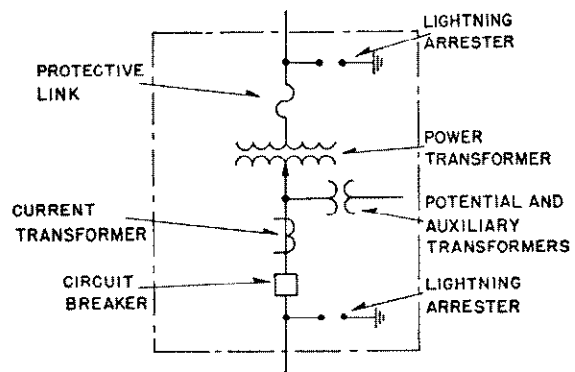 LIGHTNING
ARRESTER
PROTECTIVE
LINK
POWER
TRANSFORMER
POTENTIAL AND
AUXILIARY
TRANSFORMERS
CURRENT
TRANSFORMER
CIRCUIT
BREAKER
LIGHTNING
ARRESTER